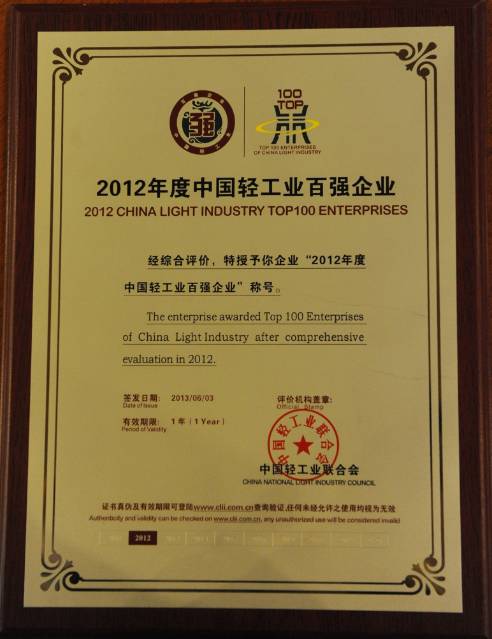 强
100
TOP
TOP 100 ENTERPRISES
OF CHINA LIGHT INDUSTRY
2012年度中国轻工业百强企业
2012 CHINA LIGHT INDUSTRY TOP100 ENTERPRISES
经综合评价，特授予你企业“2012年度
中国轻工业百强企业”称号。
The enterprise awarded Top 100 Enterprises
of China Light Industry after comprehensive
evaluation in 2012.
签发日期： 2013/06/03
Date of Issue
有效期限： 1年（1 Year）
Period of Validity
评价机构盖章：
Official Stamp
中国轻工业联合会
中国轻工业联合会
CHINA NATIONAL LIGHT INDUSTRY COUNCIL
证书真伪及有效期限可登陆www.clii.com.cn查询验证,任何未经允许之使用均视为无效
Authenticity and validity can be checked on www.clii.com.cn, any unauthorized use will be considered invalid
2012